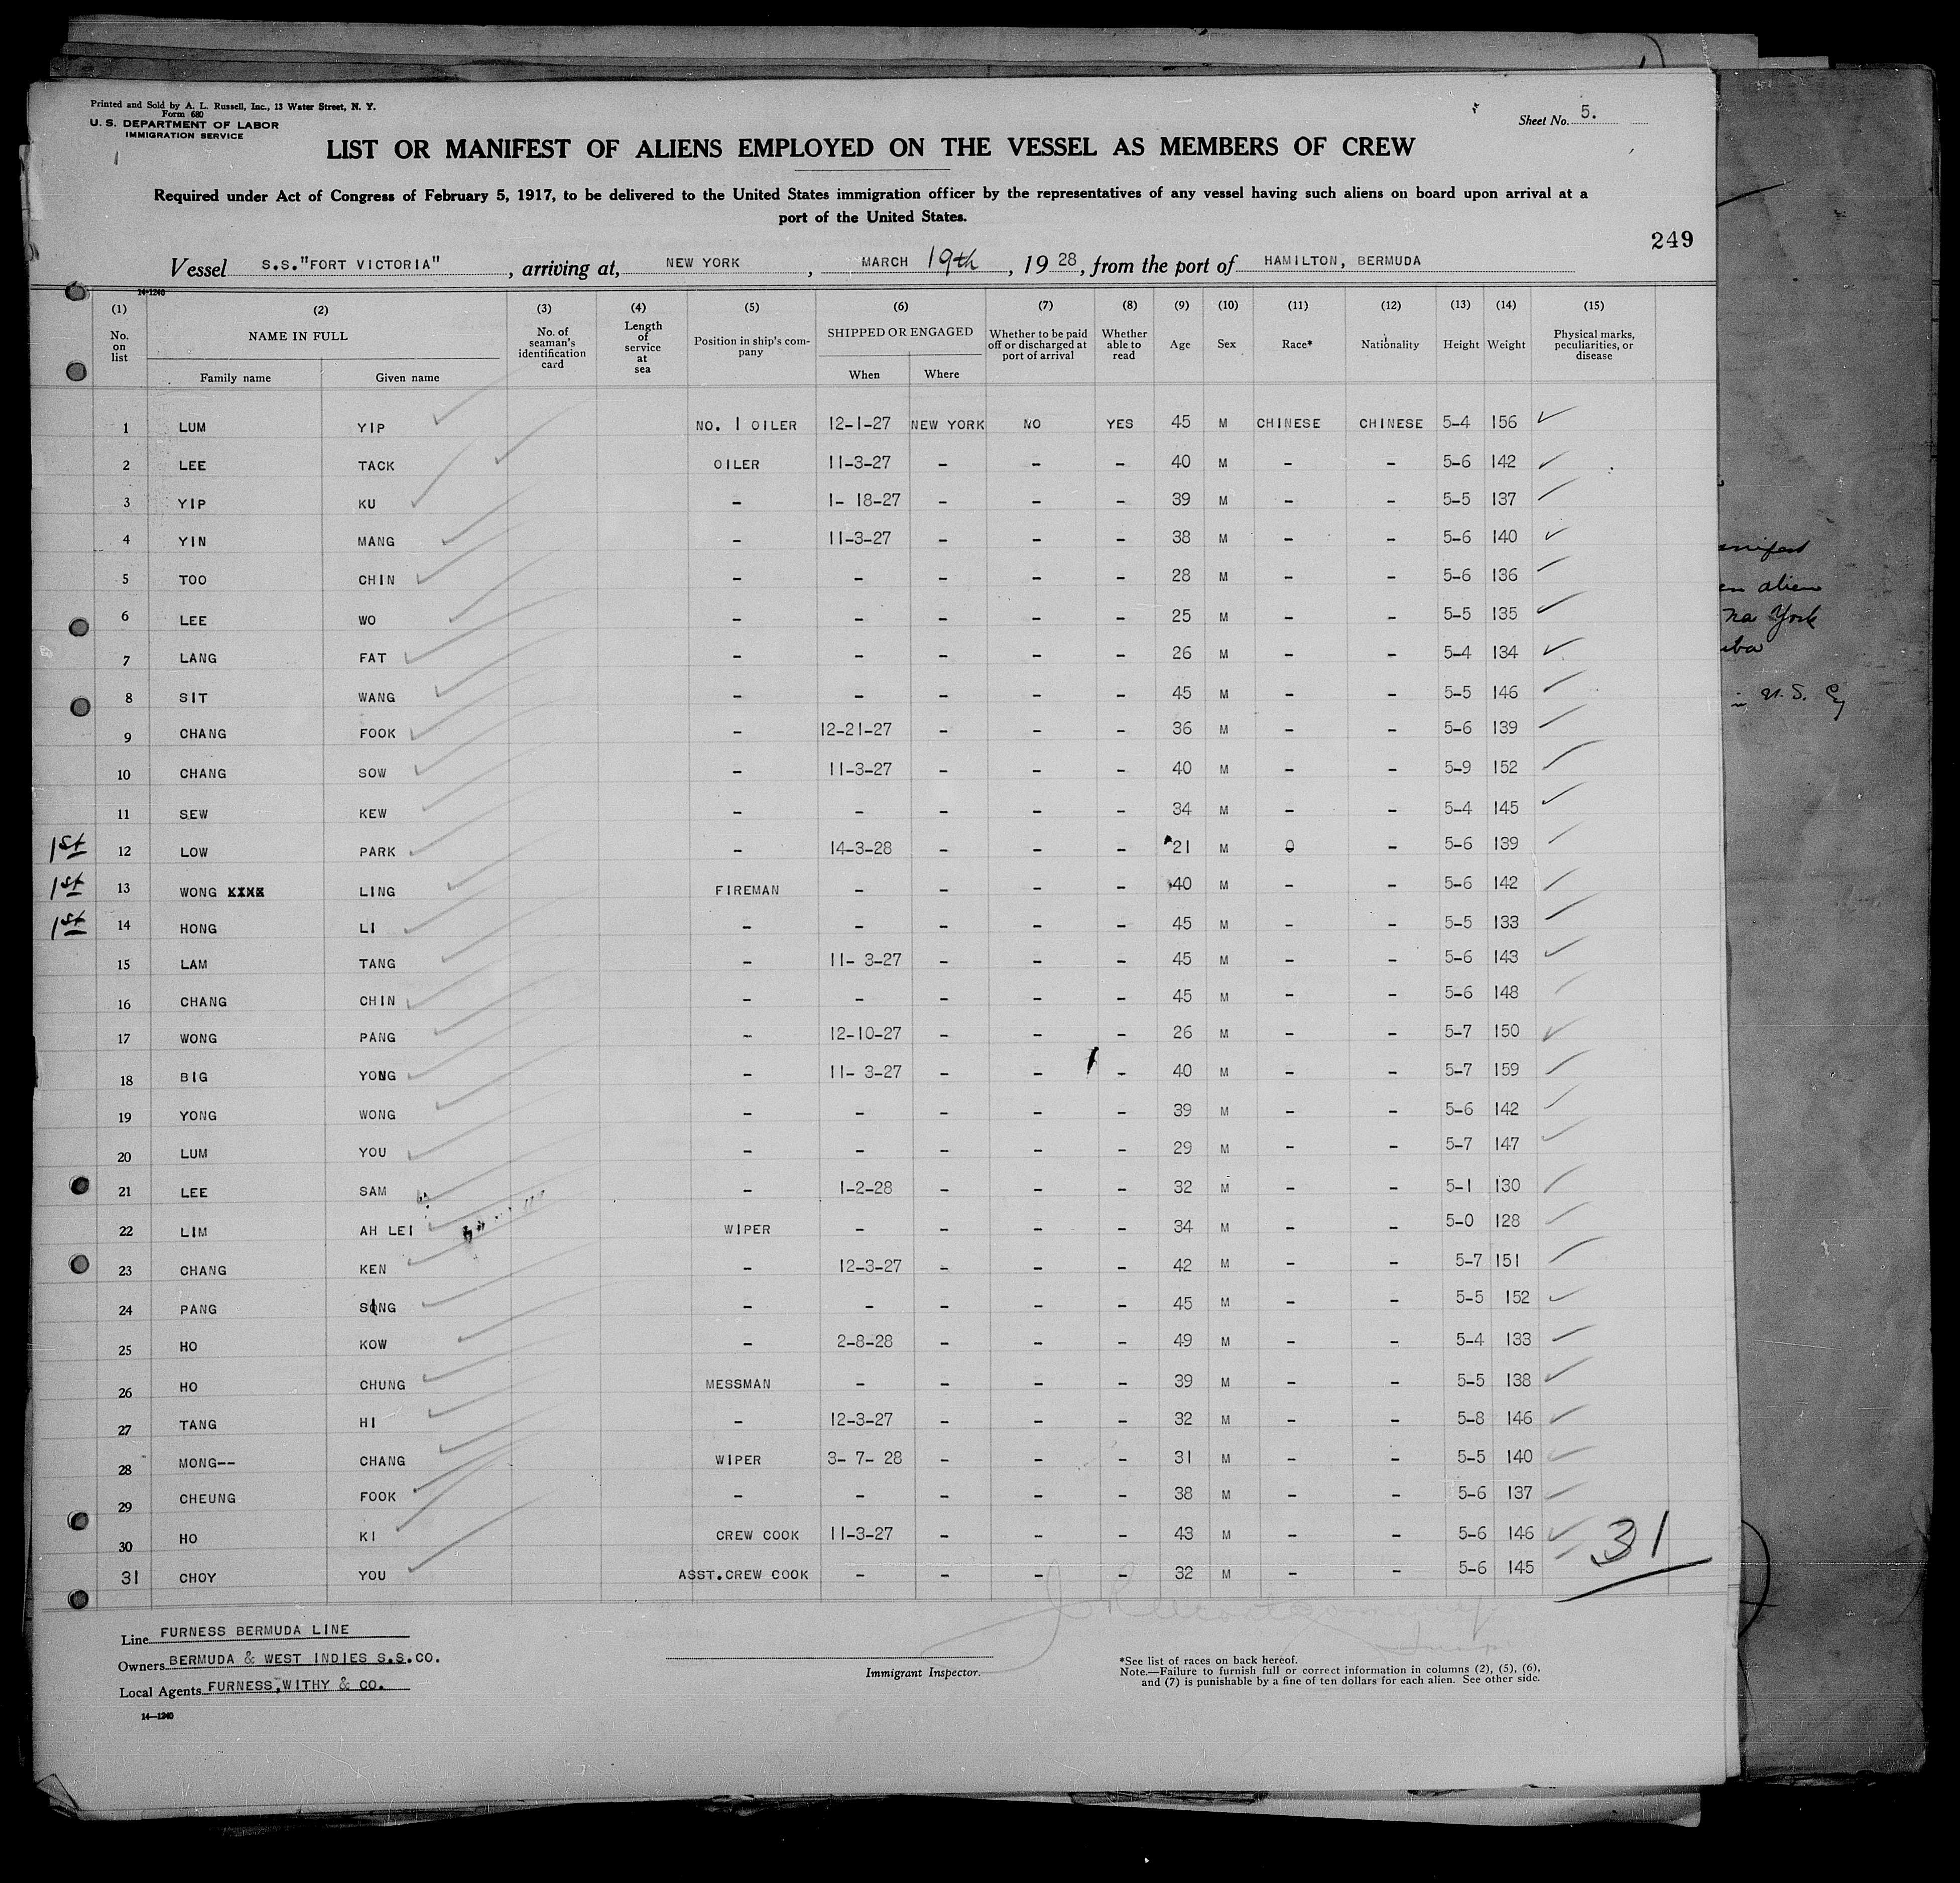 Printed and Sold by A. L. Russell, Inc., 13 Water Street, N. Y.
Form 680
U. S. DEPARTMENT OF LABOR
IMMIGRATION SERVICE
Sheet No. 5.
LIST OR MANIFEST OF ALIENS EMPLOYED ON THE VESSEL AS MEMBERS OF CREW
Required under Act of Congress of February 5, 1917, to be delivered to the United States immigration officer by the representatives of any vessel having such aliens on board upon arrival at a
port of the United States.
249
Vessel S.S."FORT VICTORIA", arriving at, NEW YORK, MARCH 19th, 19 28, from the port of HAMILTON, BERMUDA
14-1240
(1) (2) (3) (4) (5) (6) (7) (8) (9) (10) (11) (12) (13) (14) (15)
No. on list NAME IN FULL Family name Given name No. of seaman's identification card Length of service at sea Position in ship's company SHIPPED OR ENGAGED When Where Whether to be paid off or discharged at port of arrival Whether able to read Age Sex Race* Nationality Height Weight Physical marks, peculiarities, or disease
1 LUM YIP NO. 1 OILER 12-1-27 NEW YORK NO YES 45 M CHINESE CHINESE 5-4 156
2 LEE TACK OILER 11-3-27 - - - 40 M - - 5-6 142
3 YIP KU - 1- 18-27 - - - 39 M - - 5-5 137
4 YIN MANG - 11-3-27 - - - 38 M - - 5-6 140
5 TOO CHIN - - - - - 28 M - - 5-6 136
6 LEE WO - - - - - 25 M - - 5-5 135
7 LANG FAT - - - - - 26 M - - 5-4 134
8 SIT WANG - - - - - 45 M - - 5-5 146
9 CHANG FOOK - 12-21-27 - - - 36 M - - 5-6 139
10 CHANG SOW - 11-3-27 - - - 40 M - - 5-9 152
11 SEW KEW - - - - - 34 M - - 5-4 145
1st 12 LOW PARK - 14-3-28 - - - 21 M - - 5-6 139
1st 13 WONG LING FIREMAN - - - - 40 M - - 5-6 142
1st 14 HONG LI - - - - - 45 M - - 5-5 133
15 LAM TANG - 11- 3-27 - - - 45 M - - 5-6 143
16 CHANG CHIN - - - - - 45 M - - 5-6 148
17 WONG PANG - 12-10-27 - - - 26 M - - 5-7 150
18 BIG YONG - 11- 3-27 - - - 40 M - - 5-7 159
19 YONG WONG - - - - - 39 M - - 5-6 142
20 LUM YOU - - - - - 29 M - - 5-7 147
21 LEE SAM - 1-2-28 - - - 32 M - - 5-1 130
22 LIM AH LEI WIPER - - - - 34 M - - 5-0 128
23 CHANG KEN - 12-3-27 - - - 42 M - - 5-7 151
24 PANG SONG - - - - - 45 M - - 5-5 152
25 HO KOW - 2-8-28 - - - 49 M - - 5-4 133
26 HO CHUNG MESSMAN - - - - 39 M - - 5-5 138
27 TANG HI - 12-3-27 - - - 32 M - - 5-8 146
28 MONG-- CHANG WIPER 3- 7- 28 - - - 31 M - - 5-5 140
29 CHEUNG FOOK - - - - - 38 M - - 5-6 137
30 HO KI CREW COOK 11-3-27 - - - 43 M - - 5-6 146
31 CHOY YOU ASST.CREW COOK - - - - 32 M - - 5-6 145
31
Line FURNESS BERMUDA LINE
Owners BERMUDA & WEST INDIES S.S.CO.
Local Agents FURNESS, WITHY & CO.
14—1240
Immigrant Inspector.
*See list of races on back hereof.
Note.—Failure to furnish full or correct information in columns (2), (5), (6),
and (7) is punishable by a fine of ten dollars for each alien. See other side.
alien
York
in U. S.